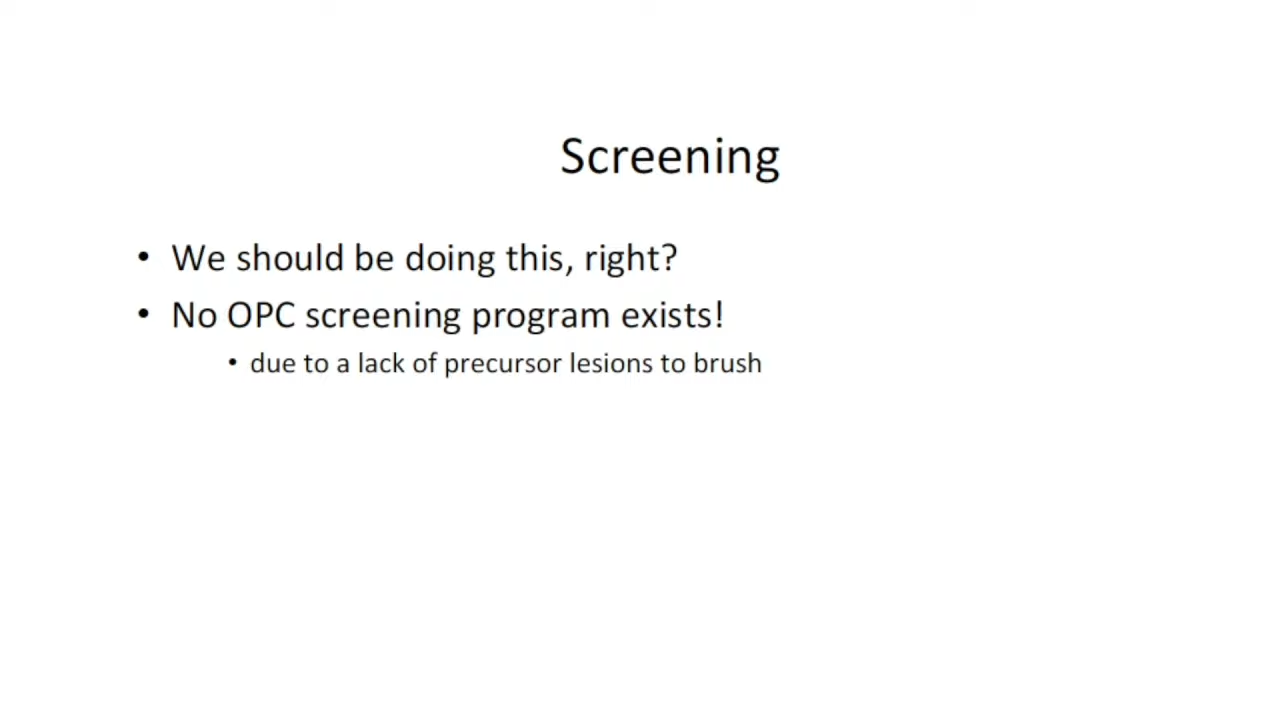 Screening
• We should be doing this, right?
• No OPC screening program exists!
• due to a lack of precursor lesions to brush